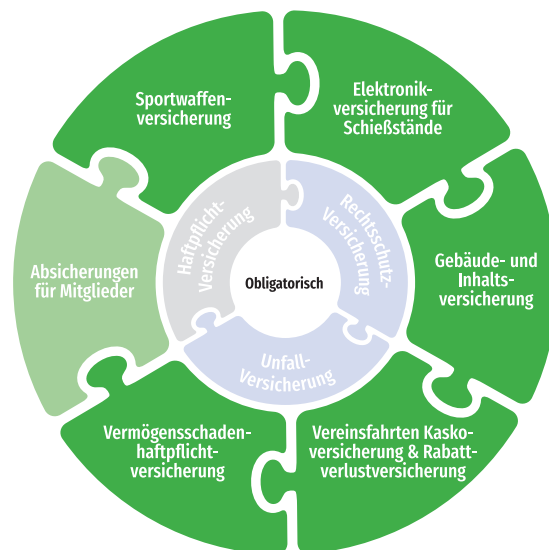 Sportwaffen-
versicherung
Elektronik-
versicherung für
Schießstände
Haftpflicht-
Versicherung
Rechtsschutz-
Versicherung
Absicherungen
für Mitglieder
Obligatorisch
Gebäude- und
Inhalts-
versicherung
Unfall-
Versicherung
Vermögensschaden-
haftpflicht-
versicherung
Vereinsfahrten Kasko-
versicherung & Rabatt-
verlustversicherung